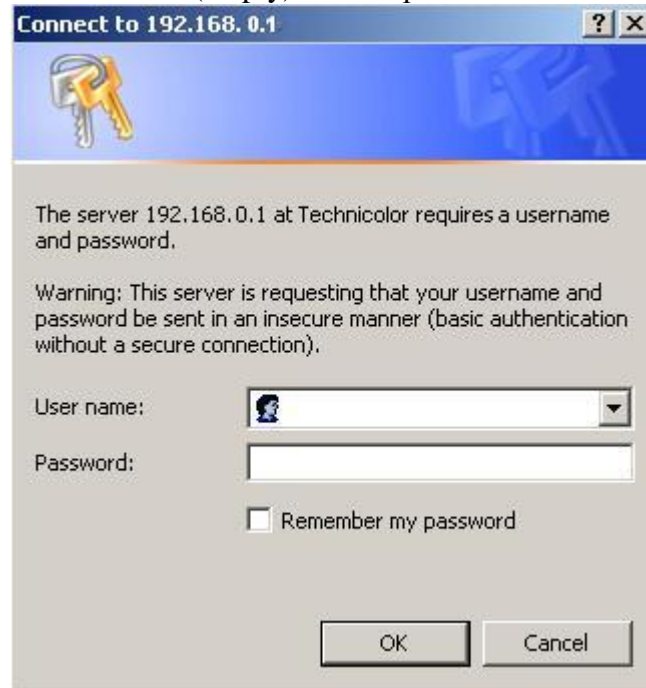 Connect to 192.168.0.1
The server 192.168.0.1 at Technicolor requires a username
and password.
Warning: This server is requesting that your username and
password be sent in an insecure manner (basic authentication
without a secure connection).
User name:
Password:
Remember my password
OK Cancel